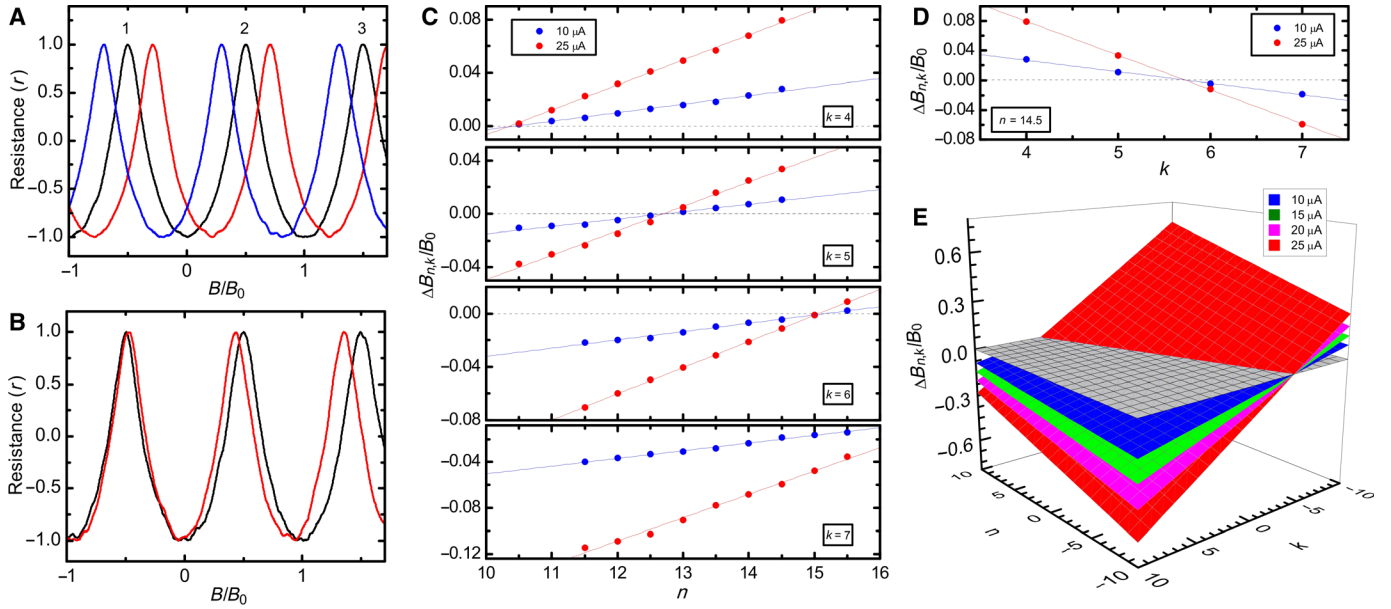 A
1 2 3
1.0
0.5
0.0
−0.5
−1.0
Resistance (r)
−1 0 1
B/B0
B
1.0
0.5
0.0
−0.5
−1.0
Resistance (r)
−1 0 1
B/B0
C
10 μA
25 μA
0.08
0.04
0.00
k = 4
0.04
0.00
−0.04
k = 5
0.00
−0.04
−0.08
k = 6
−0.04
−0.08
−0.12
k = 7
ΔBn,k/B0
10 11 12 13 14 15 16
n
D
10 μA
25 μA
0.08
0.04
0.00
−0.04
−0.08
ΔBn,k/B0
n = 14.5
4 5 6 7
k
E
10 μA
15 μA
20 μA
25 μA
0.6
0.3
0.0
−0.3
−0.6
ΔBn,k/B0
10 5 0 −5 −10
n
10 5 0 −5 −10
k